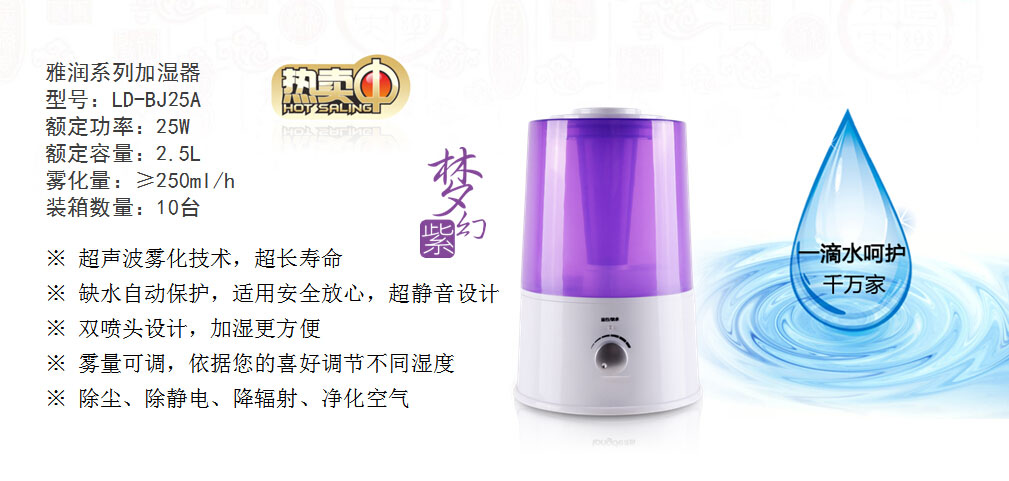 雅润系列加湿器
型号：LD-BJ25A
额定功率：25W
额定容量：2.5L
雾化量：≥250ml/h
装箱数量：10台
※ 超声波雾化技术，超长寿命
※ 缺水自动保护，适用安全放心，超静音设计
※ 双喷头设计，加湿更方便
※ 雾量可调，依据您的喜好调节不同湿度
※ 除尘、除静电、降辐射、净化空气
热卖中
HOT SALING
梦幻
紫
一滴水呵护
千万家